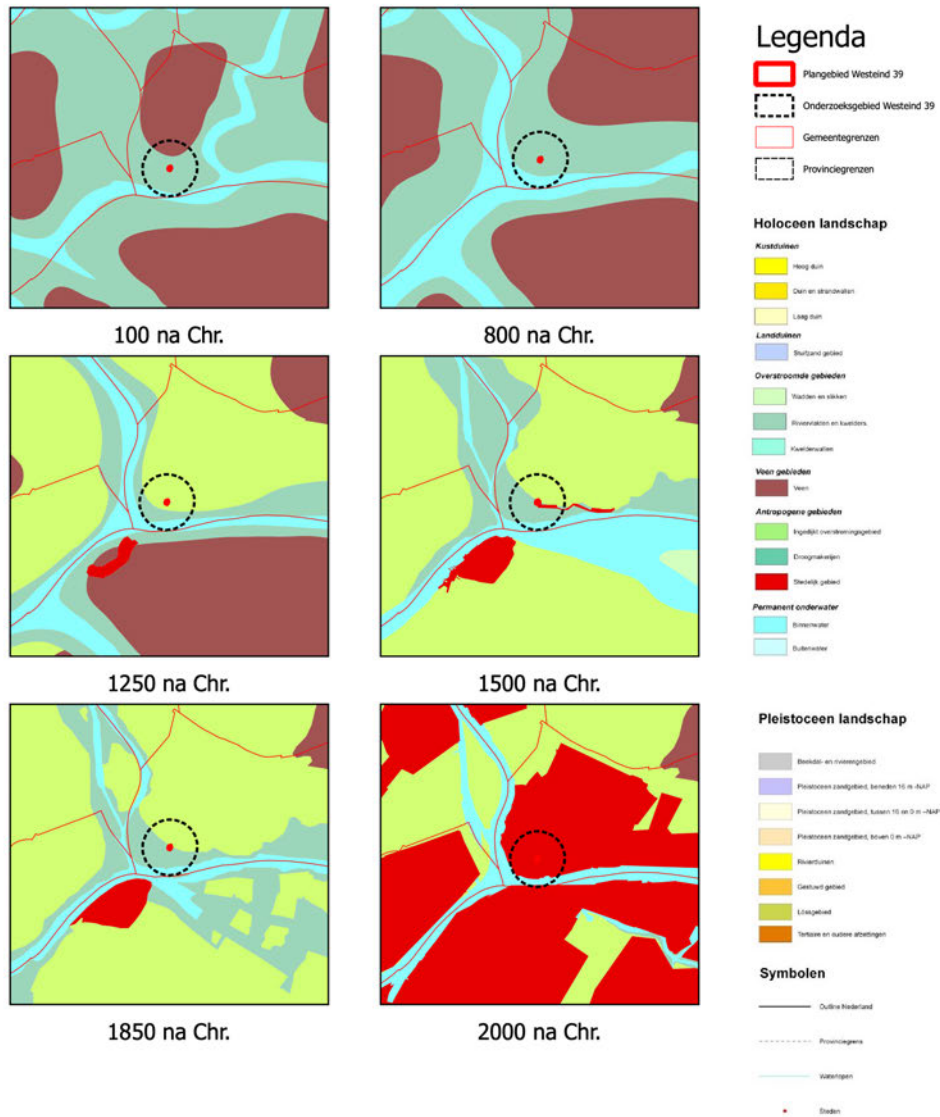 100 na Chr.
800 na Chr.
1250 na Chr.
1500 na Chr.
1850 na Chr.
2000 na Chr.
Legenda
Plangebied Westeind 39
Onderzoeksgebied Westeind 39
Gemeentegrenzen
Provinciegrenzen
Holoceen landschap
Kustduinen
Hoog duin
Duin en strandwallen
Laag duin
Landduinen
Stuifzand gebied
Overstroomde gebieden
Wadden en slikken
Riviervlakten en kwelders
Kwelderwallen
Veen gebieden
Veen
Antropogene gebieden
Ingedijkt overstromingsgebied
Droogmakerijen
Stedelijk gebied
Permanent onderwater
Binnenwater
Buitenwater
Pleistoceen landschap
Beekdal- en rivierengebied
Pleistoceen zandgebied, beneden 16 m -NAP
Pleistoceen zandgebied, tussen 16 en 0 m -NAP
Pleistoceen zandgebied, boven 0 m -NAP
Rivierduinen
Gestuwd gebied
Lössgebied
Tertiaire en oudere afzettingen
Symbolen
Outline Nederland
Provinciegrens
Waterlopen
Steden